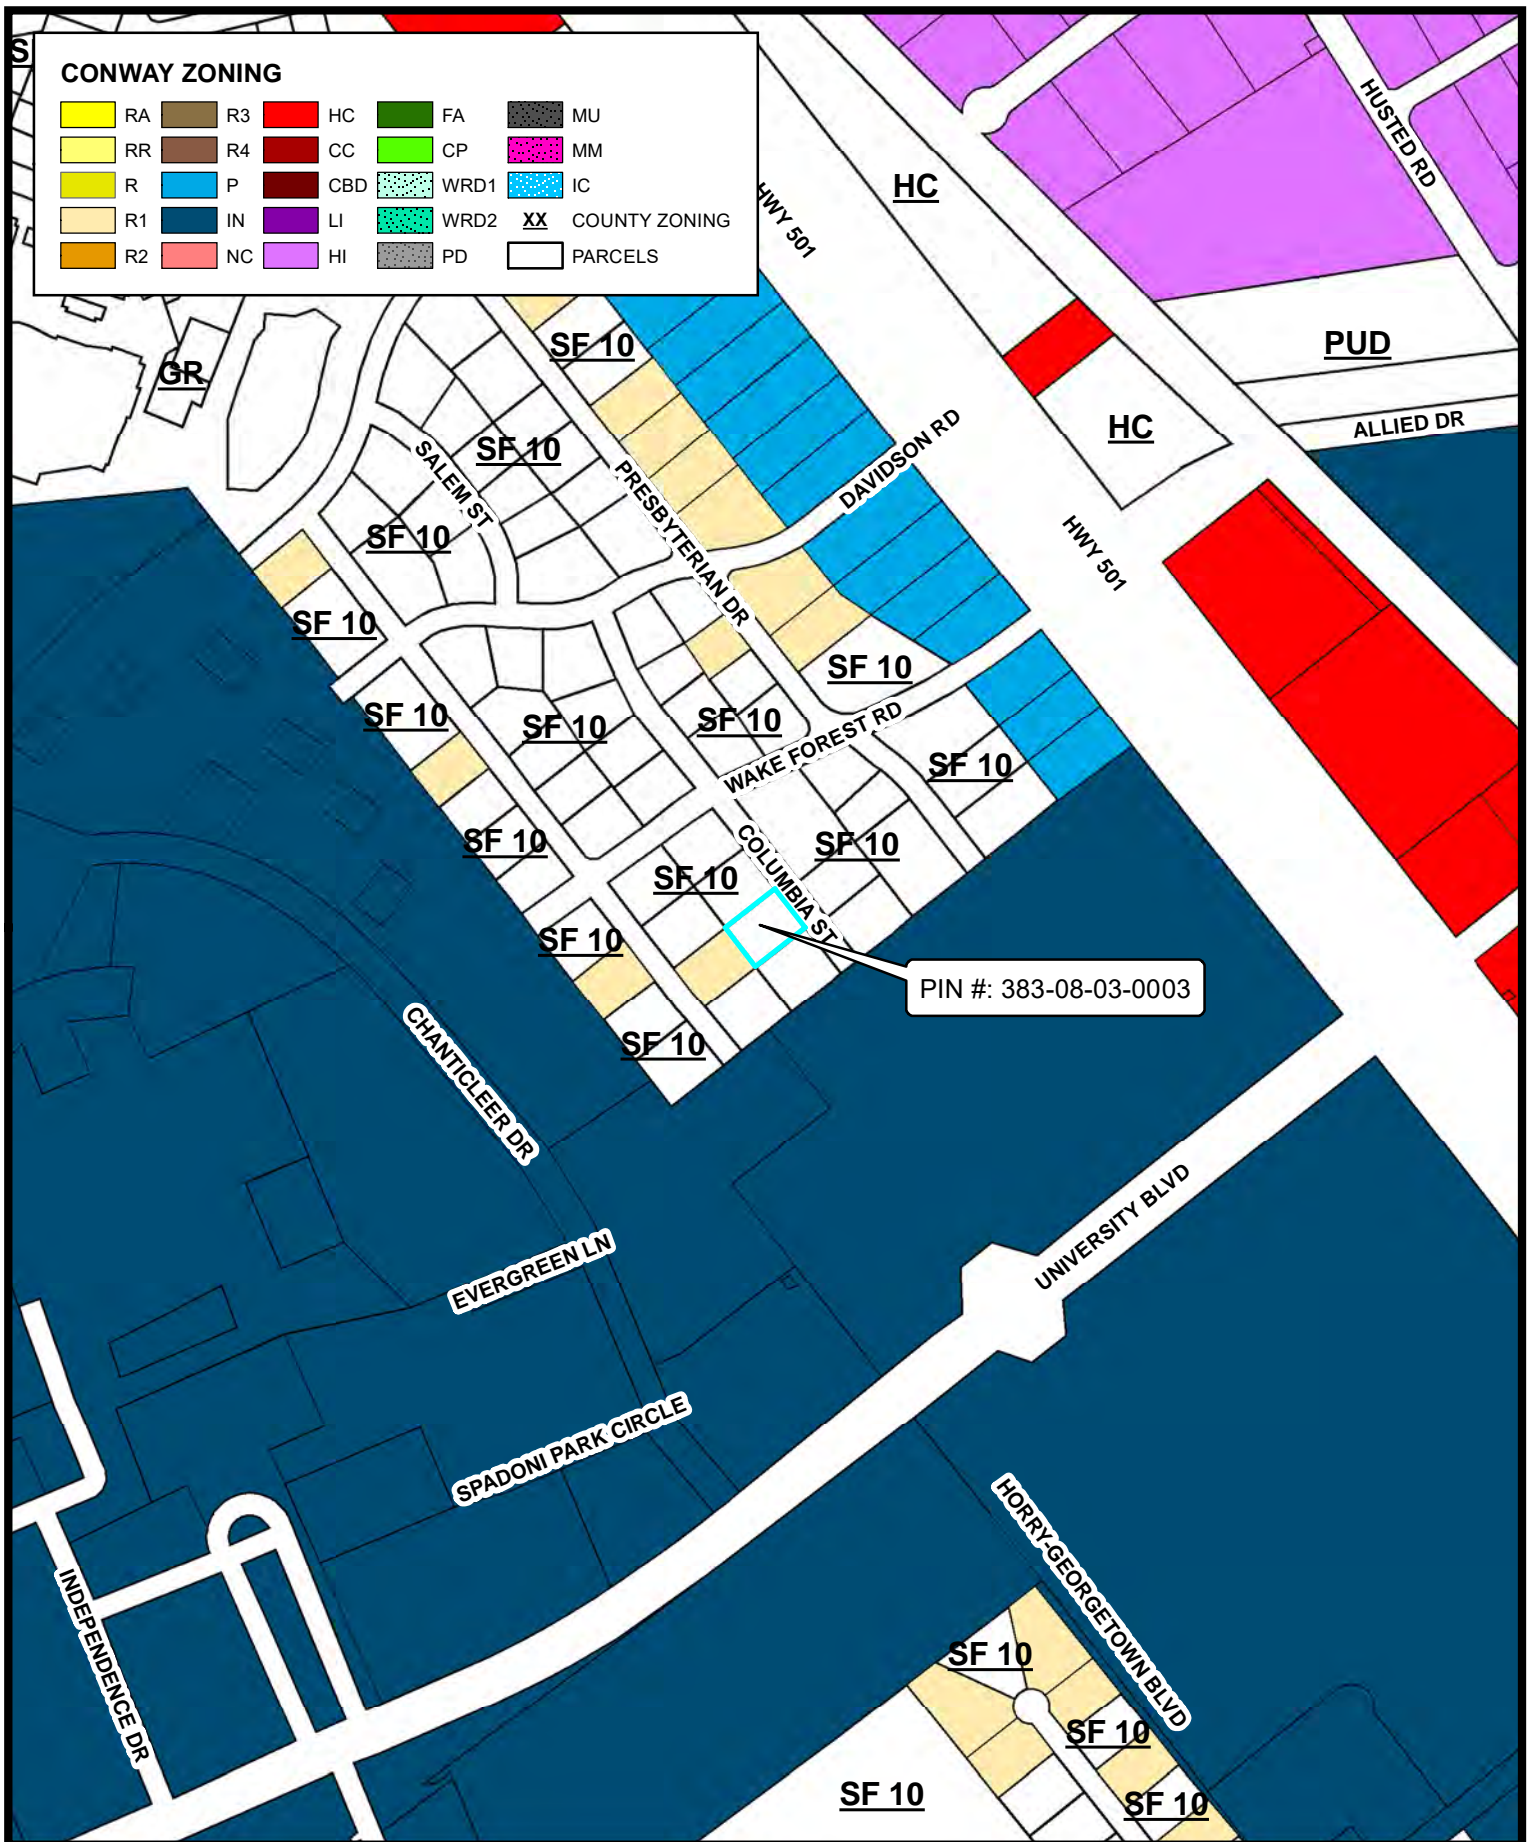 CONWAY ZONING
RA R3 HC FA MU
RR R4 CC CP MM
R P CBD WRD1 IC
R1 IN LI WRD2 XX COUNTY ZONING
R2 NC HI PD PARCELS
HUSTED RD
HC
HWY 501
PUD
SF 10
GR
HC
ALLIED DR
DAVIDSON RD
SALEM ST
SF 10
PRESBYTERIAN DR
SF 10
HWY 501
SF 10
SF 10
SF 10
SF 10
SF 10
WAKE FOREST RD
SF 10
SF 10
SF 10
COLUMBIA ST
SF 10
SF 10
PIN #: 383-08-03-0003
SF 10
CHANTICLEER DR
UNIVERSITY BLVD
EVERGREEN LN
SPADONI PARK CIRCLE
HORRY-GEORGETOWN BLVD
INDEPENDENCE DR
SF 10
SF 10
SF 10
SF 10